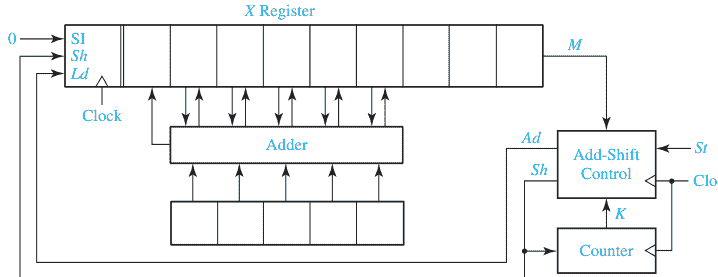 X Register
0
SI
Sh
Ld
M
Clock
Adder
Ad
Sh
Add-Shift
Control
St
Clo
K
Counter